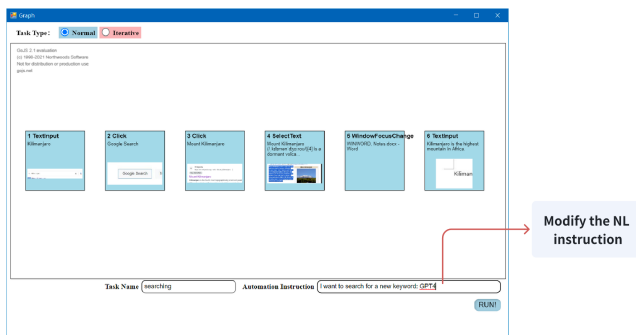 Graph
Task Type: Normal Iterative
GoJS 2.1 evaluation
(c) 1998-2021 Northwoods Software
Not for distribution or production use
gojs.net
1 TextInput
Kilimanjaro
2 Click
Google Search
Google Search
3 Click
Mount Kilimanjaro
4 SelectText
Mount Kilimanjaro
dormant volca...
5 WindowFocusChange
WINWORD, Notes.docx -
Word
6 TextInput
Kilimanjaro is the highest
mountain in Africa.
Kiliman
Modify the NL
instruction
Task Name searching Automation Instruction I want to search for a new keyword: GPT4
RUN!